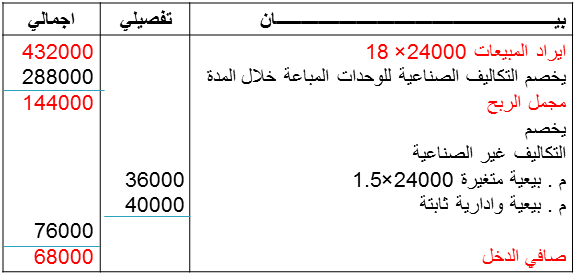 بيـــــــــــــــــــــــــــــــــــان تفصيلي اجمالي
ايراد المبيعات 24000× 18 432000
يخصم التكاليف الصناعية للوحدات المباعة خلال المدة 288000
مجمل الربح 144000
يخصم
التكاليف غير الصناعية
م . بيعية متغيرة 24000×1.5 36000
م . بيعية وادارية ثابتة 40000
76000
صافي الدخل 68000